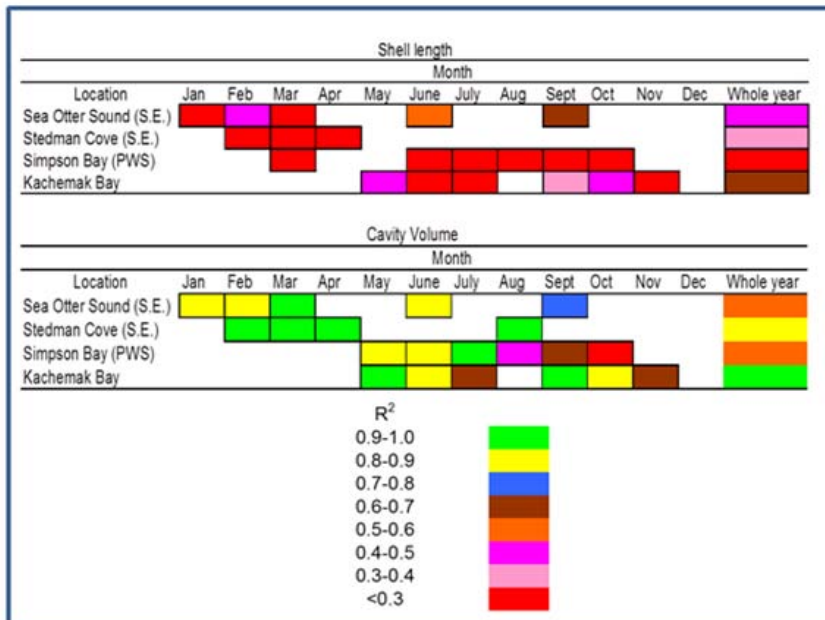 Shell length
Month
Location Jan Feb Mar Apr May June July Aug Sept Oct Nov Dec Whole year
Sea Otter Sound (S.E.)
Stedman Cove (S.E.)
Simpson Bay (PWS)
Kachemak Bay
Cavity Volume
Month
Location Jan Feb Mar Apr May June July Aug Sept Oct Nov Dec Whole year
Sea Otter Sound (S.E.)
Stedman Cove (S.E.)
Simpson Bay (PWS)
Kachemak Bay
R²
0.9-1.0
0.8-0.9
0.7-0.8
0.6-0.7
0.5-0.6
0.4-0.5
0.3-0.4
<0.3